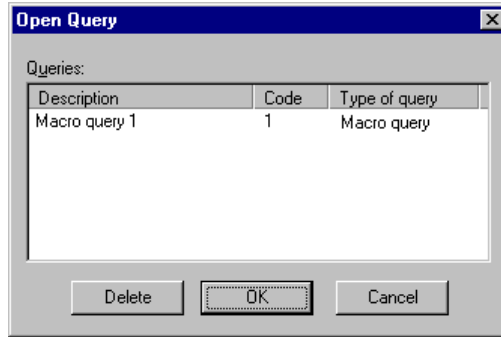 Open Query
Queries:
Description Code Type of query
Macro query 1 1 Macro query
Delete OK Cancel